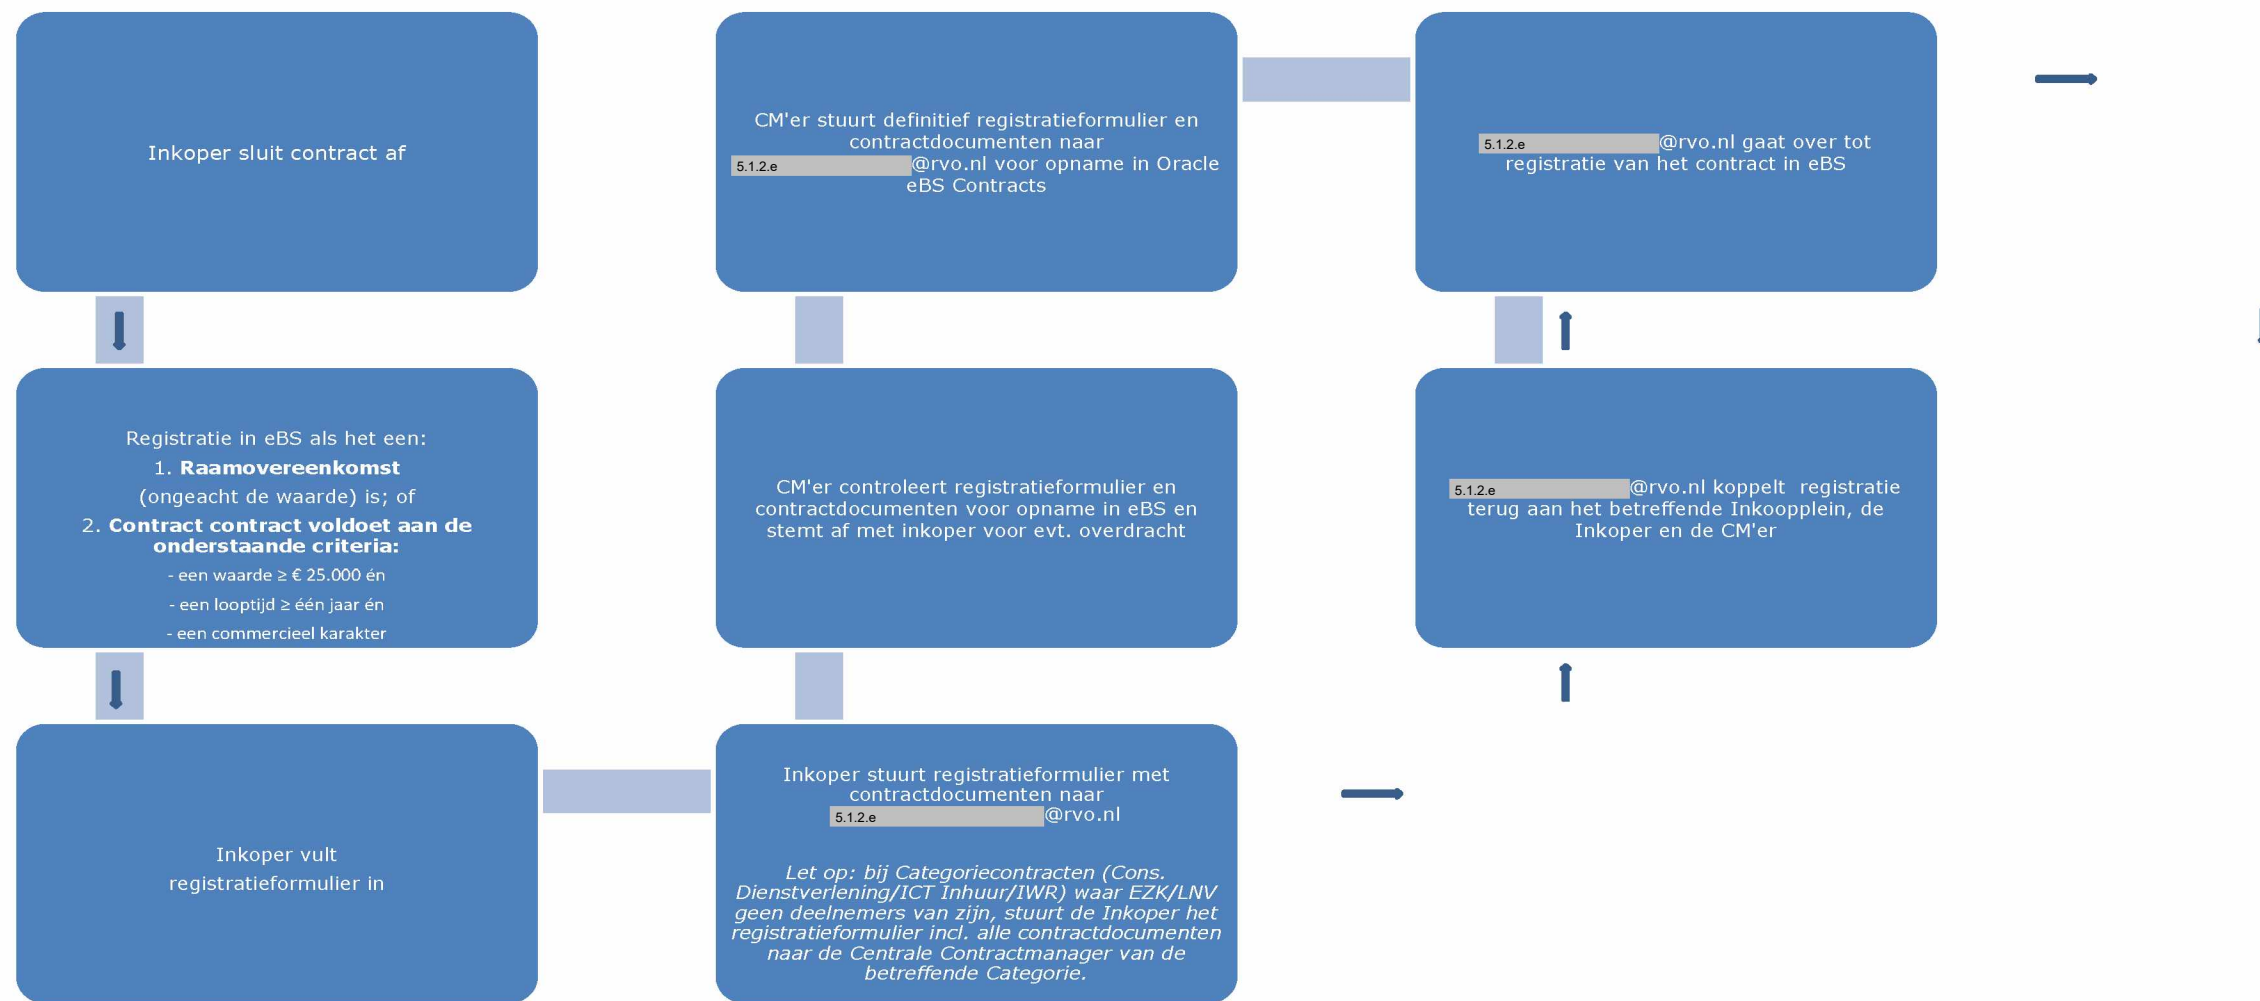 Inkoper sluit contract af
Registratie in eBS als het een:
1. Raamovereenkomst
(ongeacht de waarde) is; of
2. Contract contract voldoet aan de
onderstaande criteria:
- een waarde ≥ € 25.000 én
- een looptijd ≥ één jaar én
- een commercieel karakter
Inkoper vult
registratieformulier in
Inkoper stuurt registratieformulier met
contractdocumenten naar
5.1.2.e @rvo.nl
Let op: bij Categoriecontracten (Cons.
Dienstverlening/ICT Inhuur/IWR) waar EZK/LNV
geen deelnemers van zijn, stuurt de Inkoper het
registratieformulier incl. alle contractdocumenten
naar de Centrale Contractmanager van de
betreffende Categorie.
CM'er controleert registratieformulier en
contractdocumenten voor opname in eBS en
stemt af met inkoper voor evt. overdracht
CM'er stuurt definitief registratieformulier en
contractdocumenten naar
5.1.2.e @rvo.nl voor opname in Oracle
eBS Contracts
5.1.2.e @rvo.nl gaat over tot
registratie van het contract in eBS
5.1.2.e @rvo.nl koppelt registratie
terug aan het betreffende Inkoopplein, de
Inkoper en de CM'er